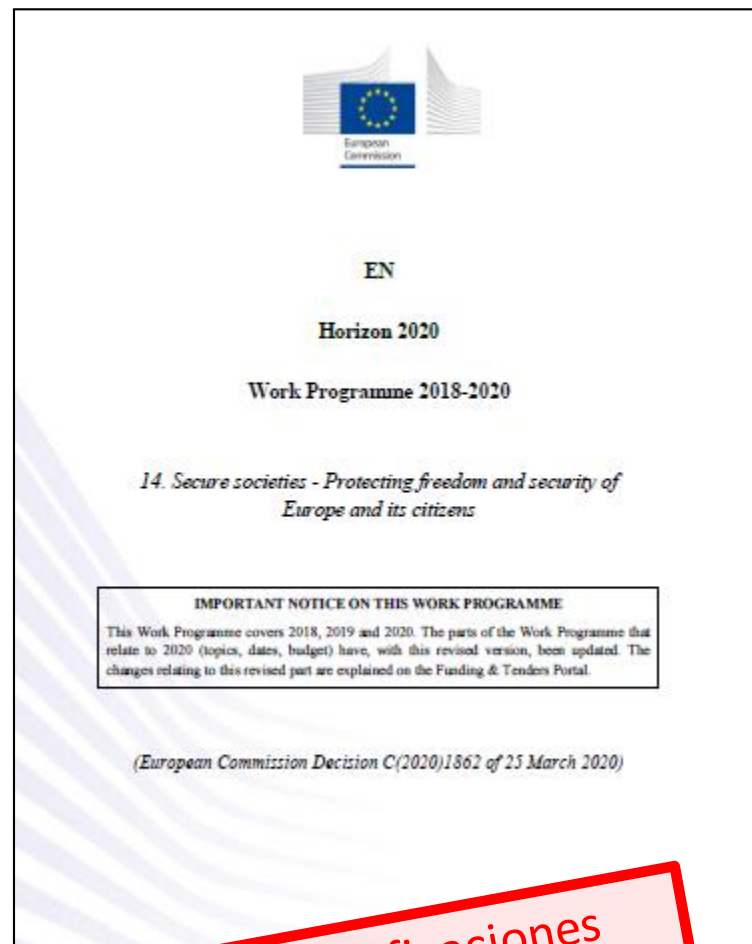 European
Commission
EN
Horizon 2020
Work Programme 2018-2020
14. Secure societies - Protecting freedom and security of
Europe and its citizens
IMPORTANT NOTICE ON THIS WORK PROGRAMME
This Work Programme covers 2018, 2019 and 2020. The parts of the Work Programme that
relate to 2020 (topics, dates, budget) have, with this revised version, been updated. The
changes relating to this revised part are explained on the Funding & Tenders Portal.
(European Commission Decision C(2020)1862 of 25 March 2020)